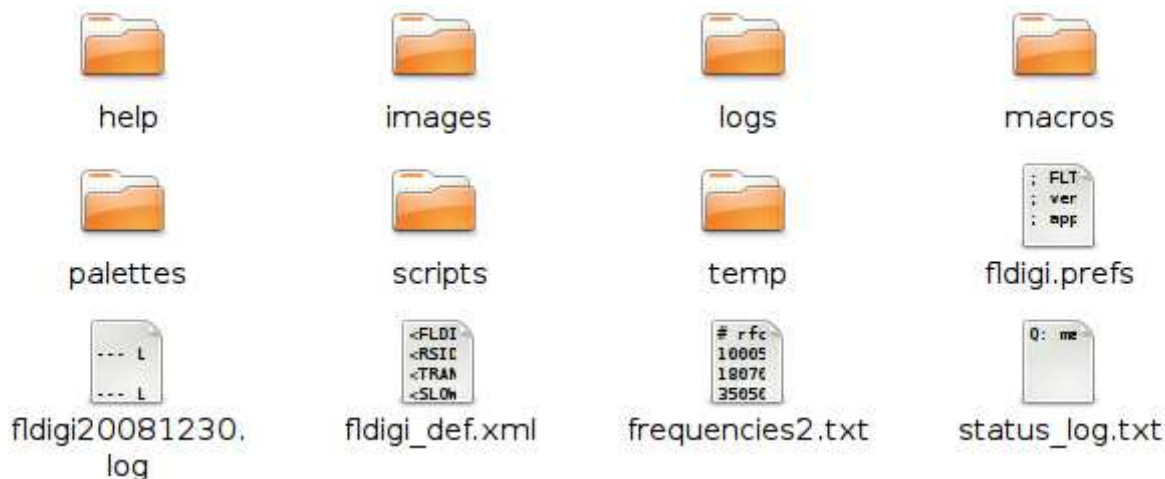 help images logs macros
; FLT
; ver
; app
palettes scripts temp fldigi.prefs
--- L
--- L
<FLDI
<RSID
<TRAN
<SLOW
# rfc
10005
18070
35050
Q: me
fldigi20081230. fldigi_def.xml frequencies2.txt status_log.txt
log